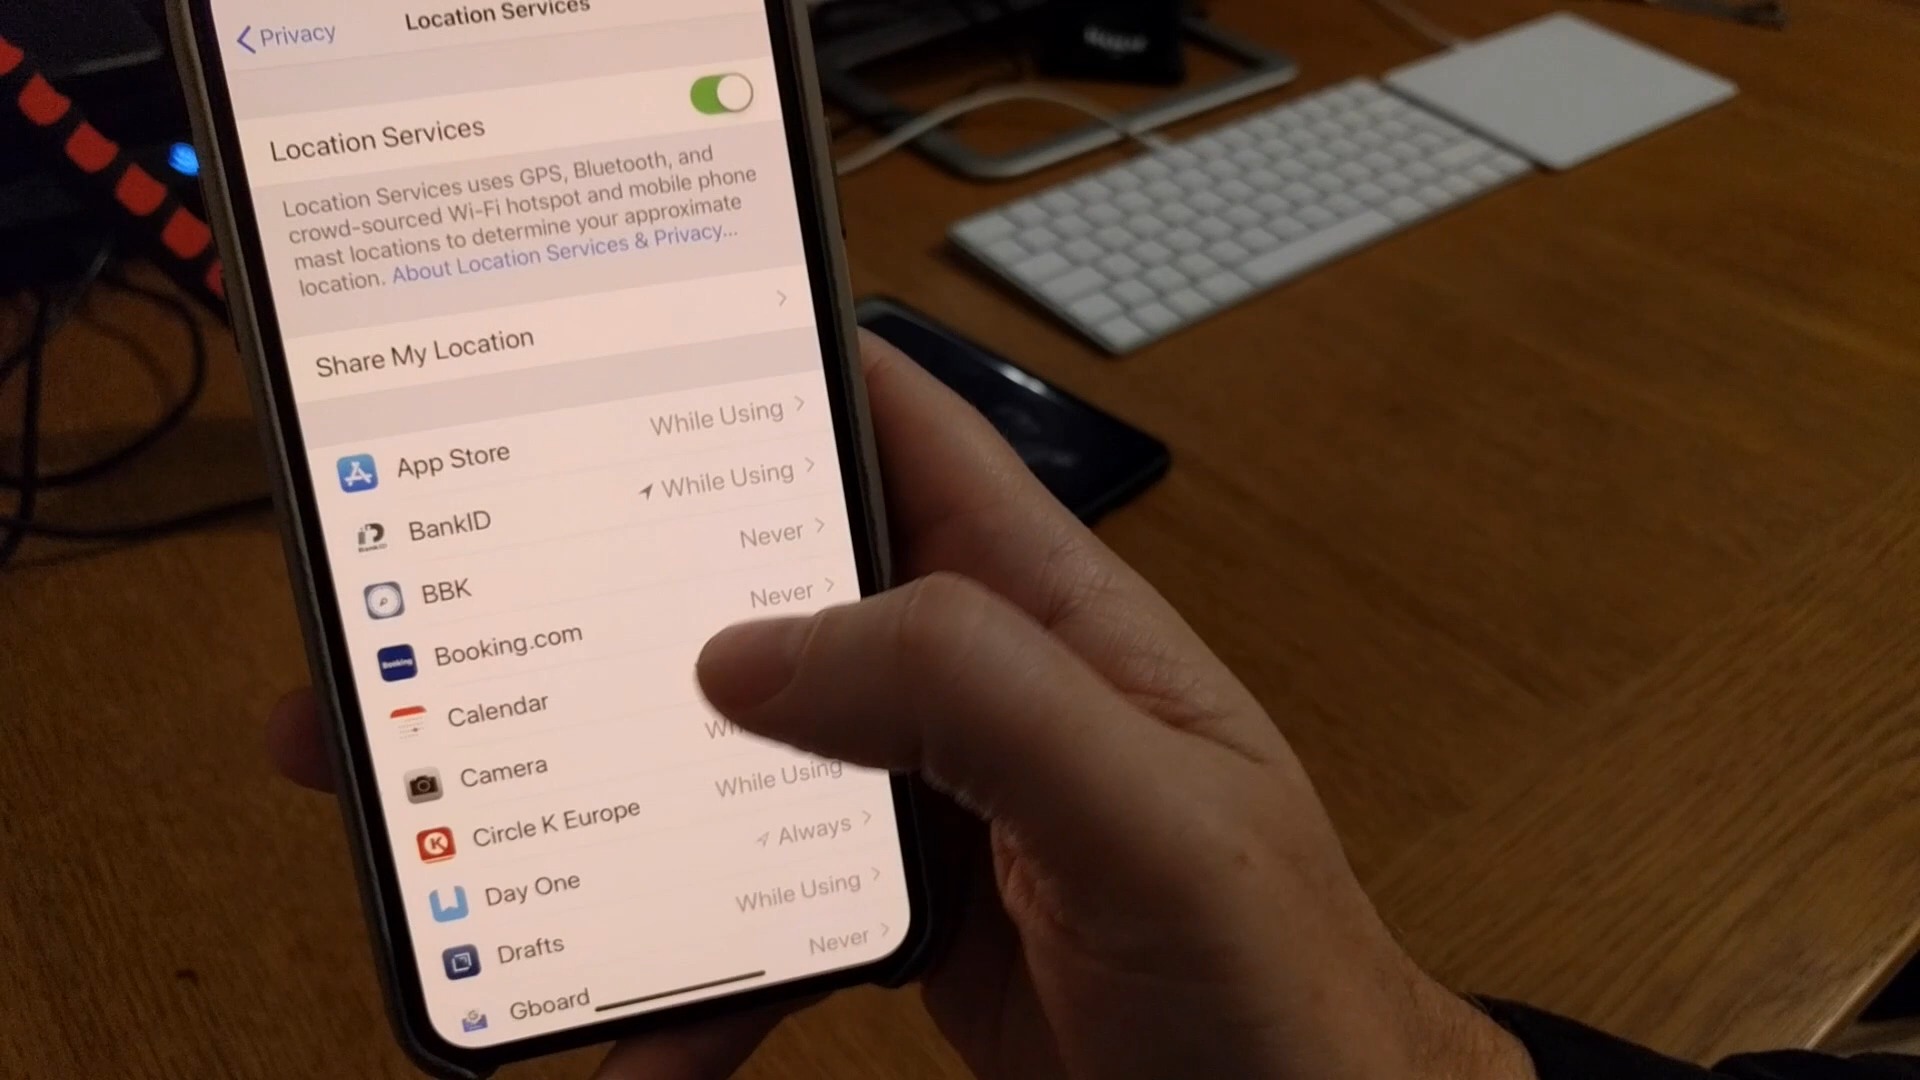 Privacy
Location Services
Location Services
Location Services uses GPS, Bluetooth, and
crowd-sourced Wi-Fi hotspot and mobile phone
mast locations to determine your approximate
location. About Location Services & Privacy...
Share My Location
App Store While Using
BankID While Using
BBK Never
Booking.com Never
Booking
Calendar
Camera
Circle K Europe While Using
K
Day One Always
Drafts While Using
Gboard Never